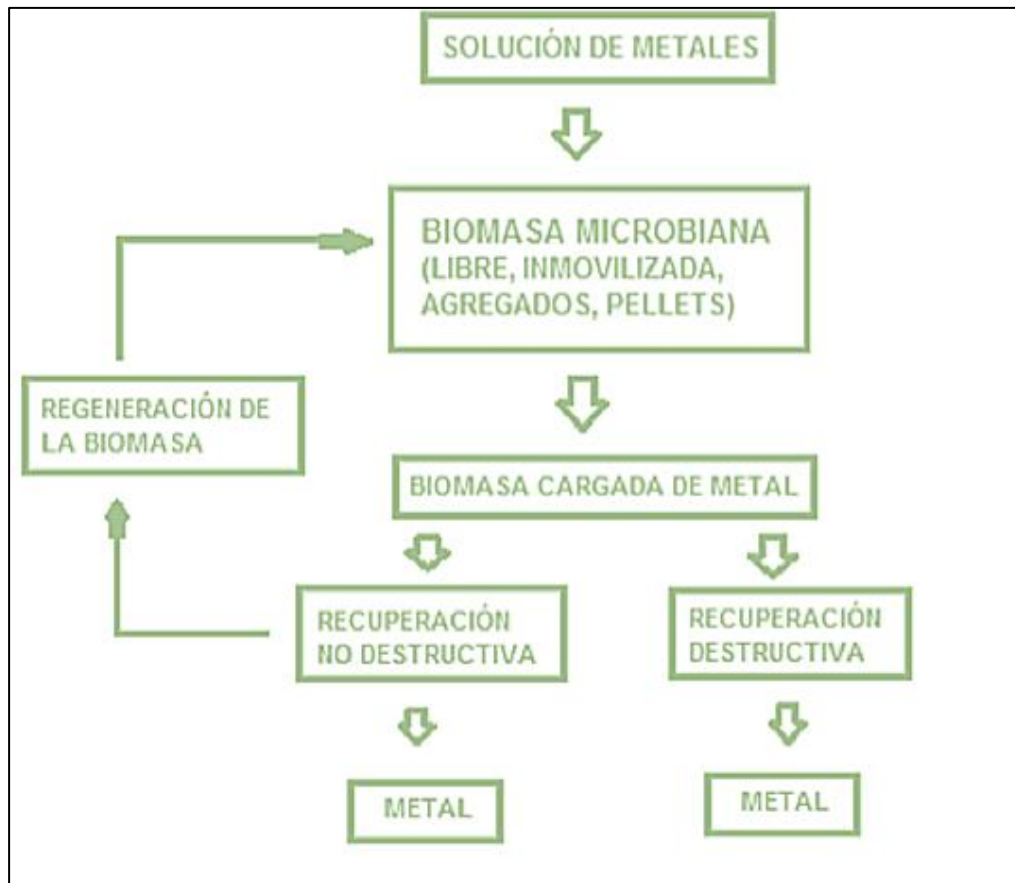 SOLUCIÓN DE METALES
BIOMASA MICROBIANA
(LIBRE, INMOVILIZADA,
AGREGADOS, PELLETS)
REGENERACIÓN DE
LA BIOMASA
BIOMASA CARGADA DE METAL
RECUPERACIÓN
NO DESTRUCTIVA
RECUPERACIÓN
DESTRUCTIVA
METAL
METAL